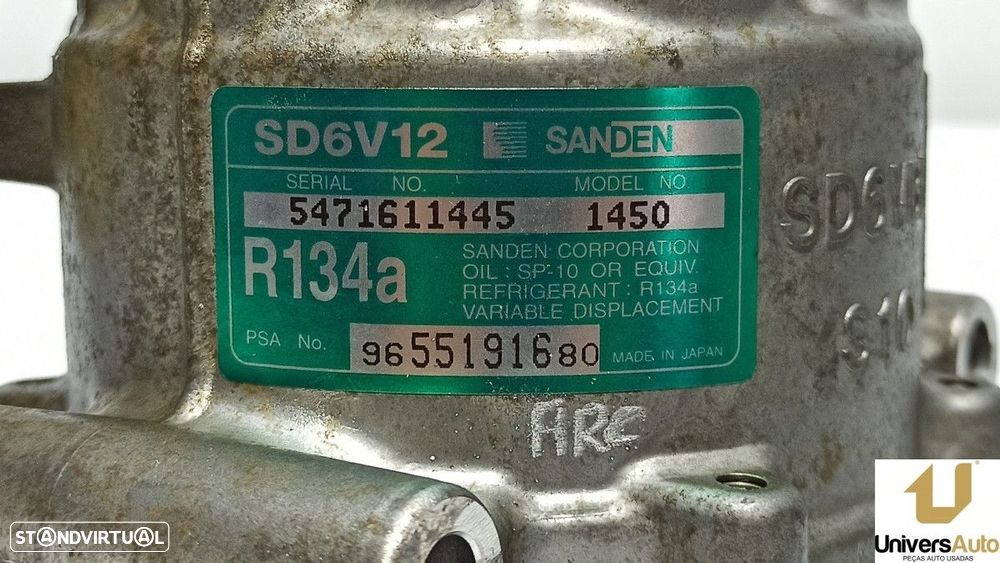 SD6V12 SANDEN
SERIAL NO. MODEL NO.
5471611445 1450
R134a
SANDEN CORPORATION
OIL : SP-10 OR EQUIV.
REFRIGERANT : R134a
VARIABLE DISPLACEMENT
PSA No. 9655191680 MADE IN JAPAN
ARC
STANDVIRTUAL
UniversAuto
PEÇAS AUTO USADAS